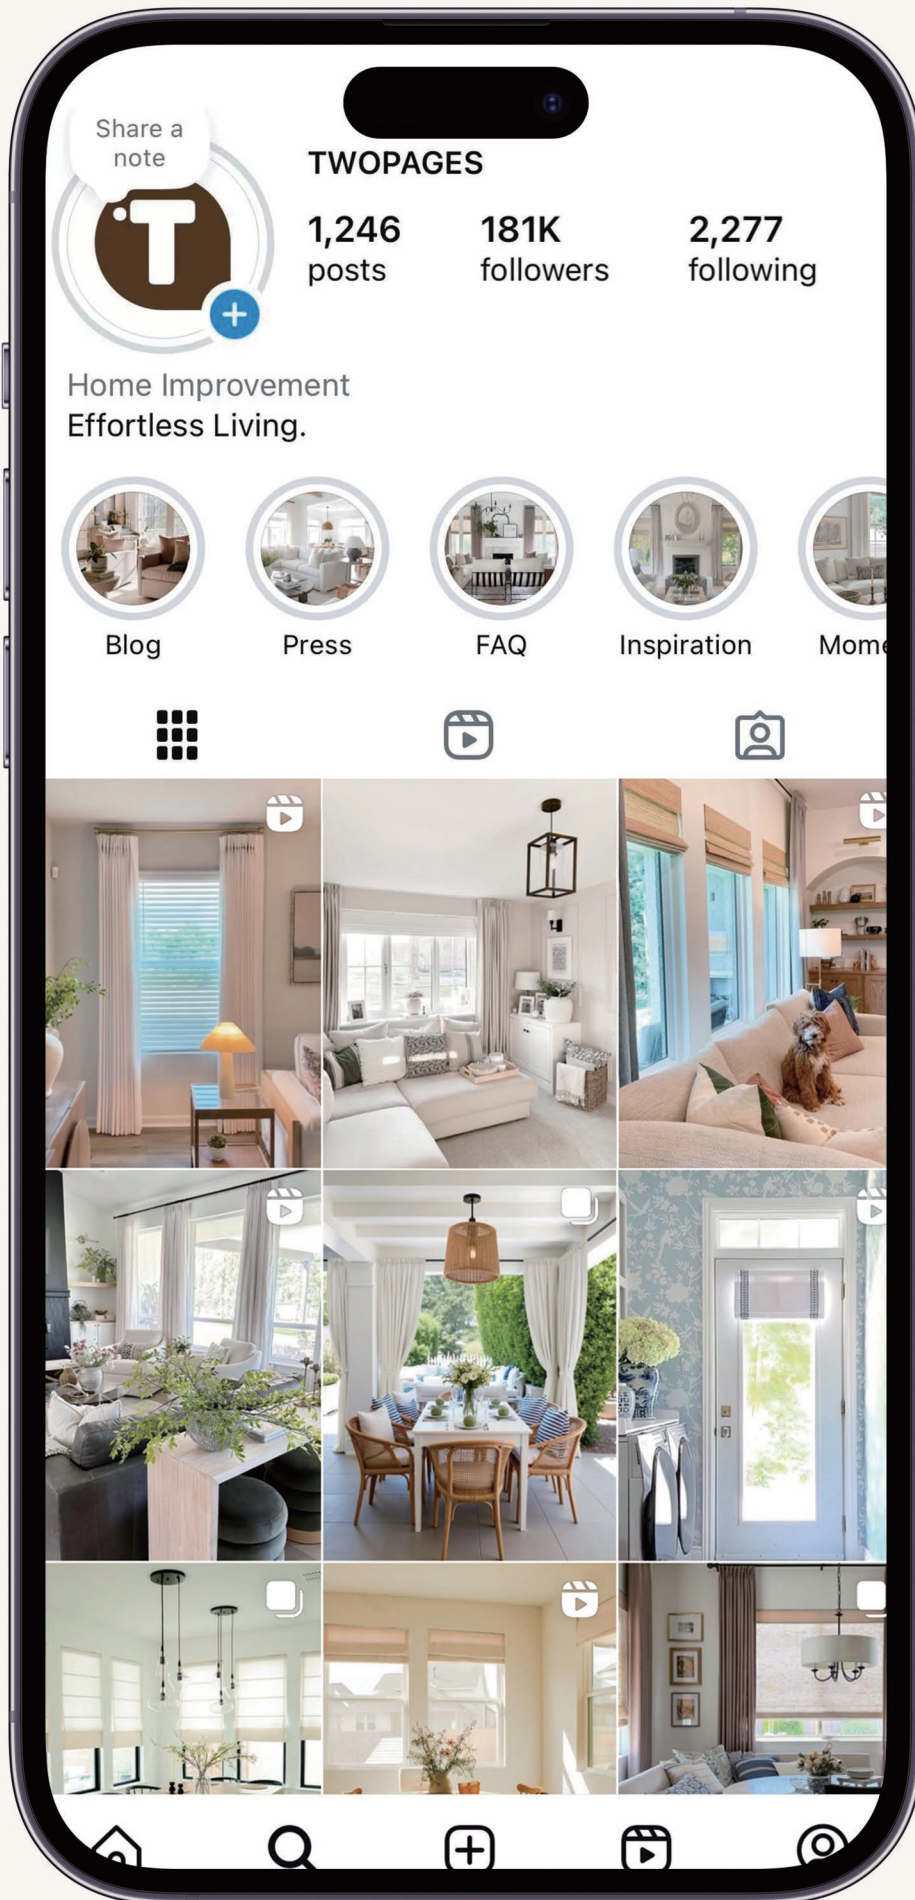 Share a
note
T
TWOPAGES
1,246 181K 2,277
posts followers following
Home Improvement
Effortless Living.
Blog Press FAQ Inspiration Mome